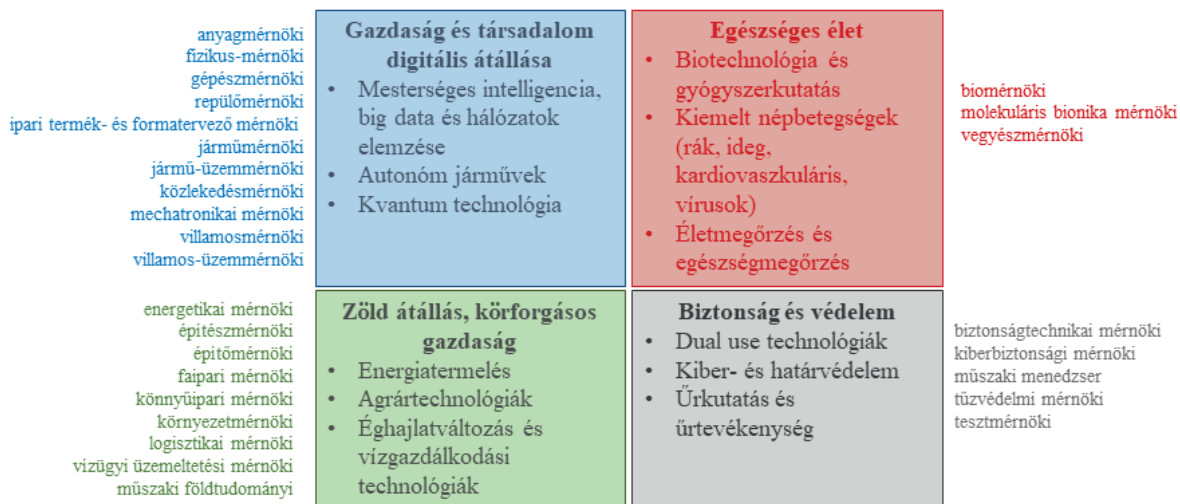 anyagmérnöki
fizikus-mérnöki
gépészmérnöki
repülőmérnöki
ipari termék- és formatervező mérnöki
járműmérnöki
jármű-üzemmérnöki
közlekedésmérnöki
mechatronikai mérnöki
villamosmérnöki
villamos-üzemmérnöki
Gazdaság és társadalom
digitális átállása
• Mesterséges intelligencia,
big data és hálózatok
elemzése
• Autonóm járművek
• Kvantum technológia
Egészséges élet
• Biotechnológia és
gyógyszerkutatás
• Kiemelt népbetegségek
(rák, ideg,
kardiovaszkuláris,
vírusok)
• Életmegőrzés és
egészségmegőrzés
biomérnöki
molekuláris bionika mérnöki
vegyészmérnöki
energetikai mérnöki
építészmérnöki
építőmérnöki
faipari mérnöki
könnyűipari mérnöki
környezetmérnöki
logisztikai mérnöki
vízügyi üzemeltetési mérnöki
műszaki földtudományi
Zöld átállás, körforgásos
gazdaság
• Energiatermelés
• Agrártechnológiák
• Éghajlatváltozás és
vízgazdálkodási
technológiák
Biztonság és védelem
• Dual use technológiák
• Kiber- és határvédelem
• Űrkutatás és
űrtevékenység
biztonságtechnikai mérnöki
kiberbiztonsági mérnöki
műszaki menedzser
tűzvédelmi mérnöki
tesztmérnöki